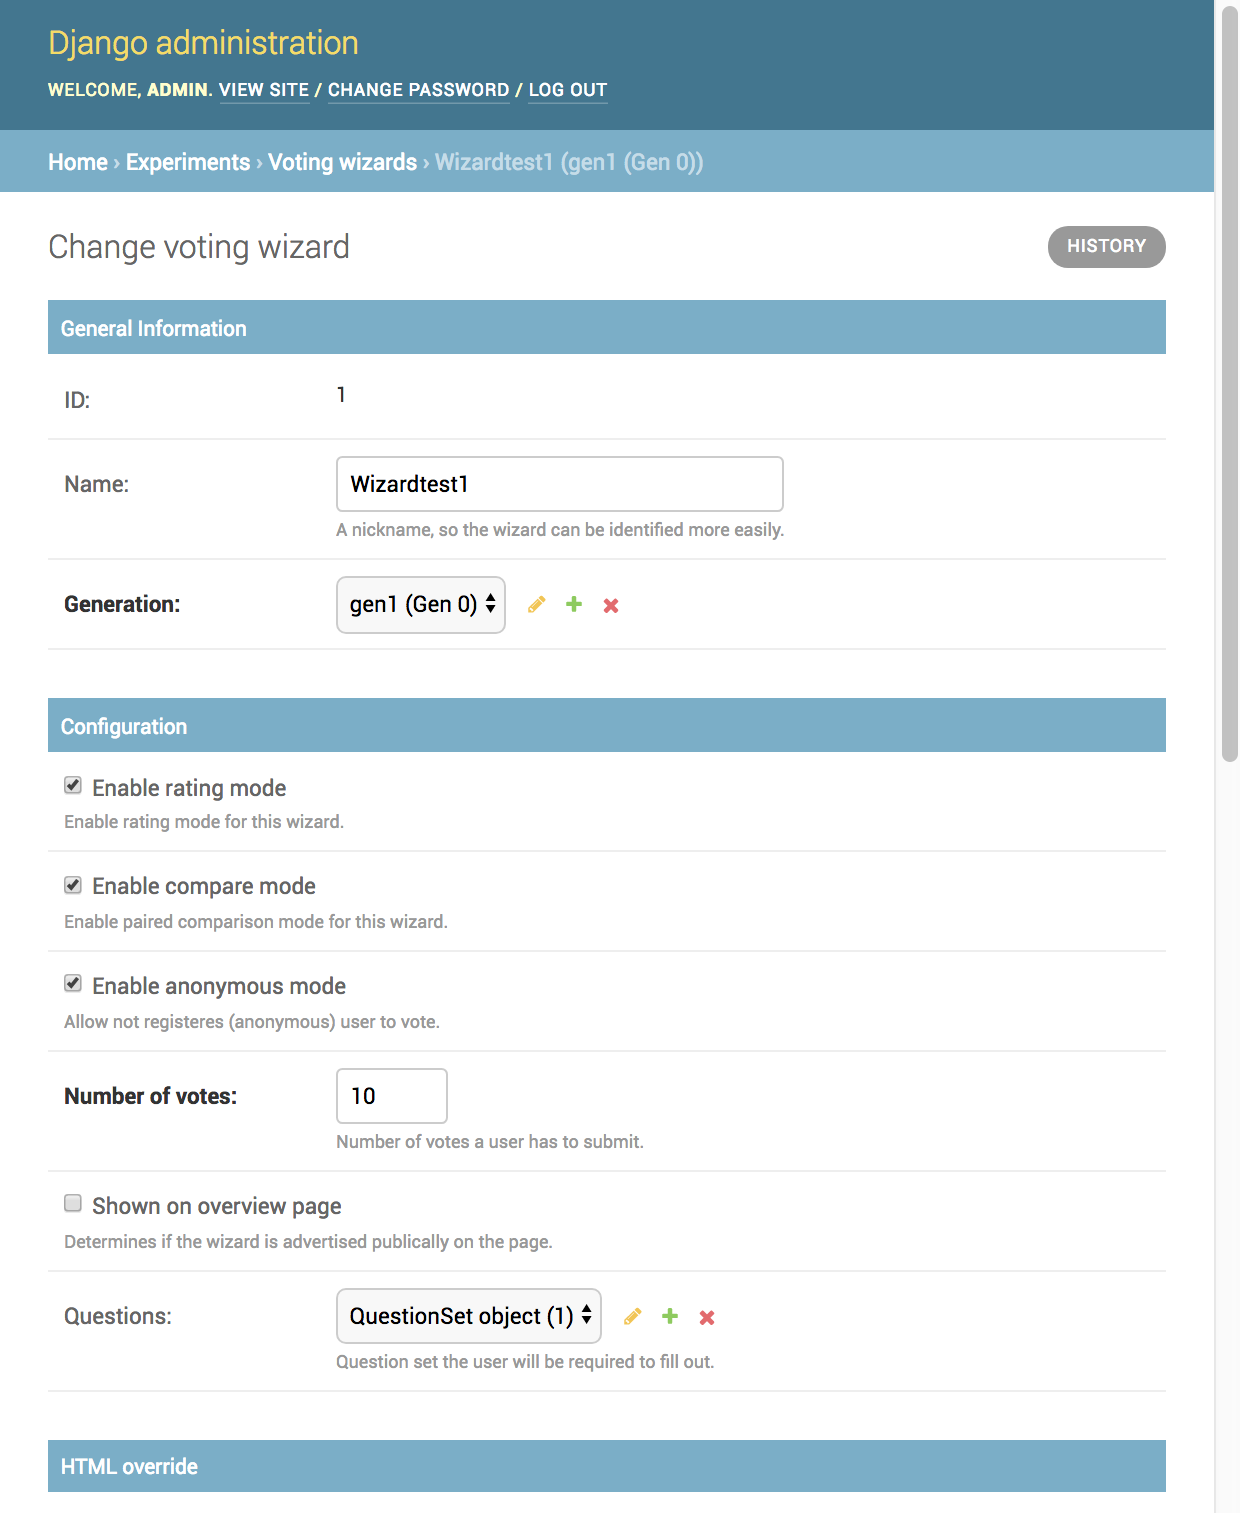 Django administration
WELCOME, ADMIN. VIEW SITE / CHANGE PASSWORD / LOG OUT
Home › Experiments › Voting wizards › Wizardtest1 (gen1 (Gen 0))
Change voting wizard
HISTORY
General Information
ID: 1
Name: Wizardtest1
A nickname, so the wizard can be identified more easily.
Generation: gen1 (Gen 0)
Configuration
Enable rating mode
Enable rating mode for this wizard.
Enable compare mode
Enable paired comparison mode for this wizard.
Enable anonymous mode
Allow not registeres (anonymous) user to vote.
Number of votes: 10
Number of votes a user has to submit.
Shown on overview page
Determines if the wizard is advertised publically on the page.
Questions: QuestionSet object (1)
Question set the user will be required to fill out.
HTML override